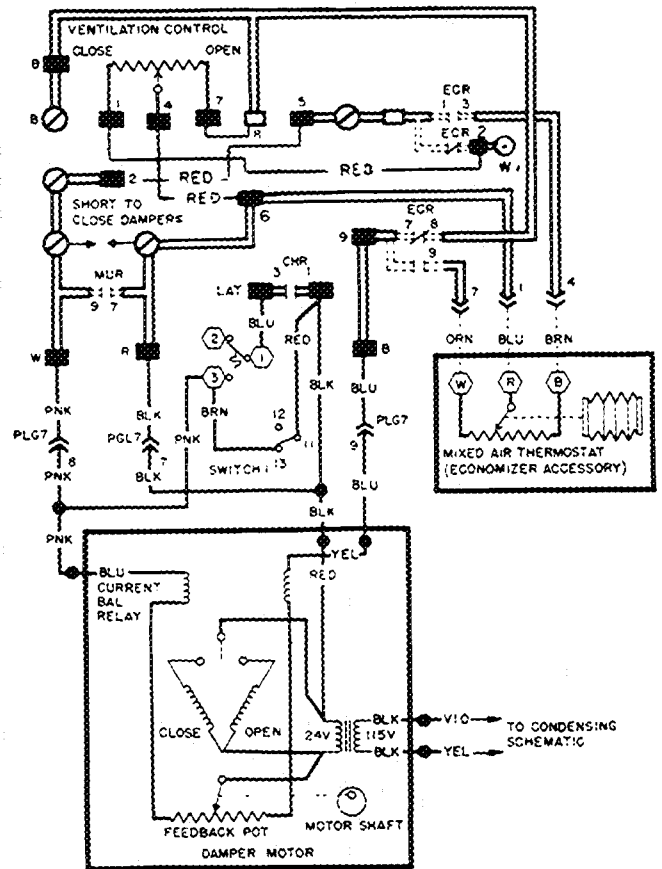 VENTILATION CONTROL
B CLOSE OPEN
B 1 4 7 R 5
ECR
1 3
ECR
2
W1
RED
2 RED
RED
6
SHORT TO
CLOSE DAMPERS
MUR
9 7
W R
LAT 3 CHR 1
BLU RED BLK
2 1
3
BRN
12
11
13
SWITCH 1
9
ECR
7 8
9
B
BLU
PLG7
9
BLU
7 1 4
ORN BLU BRN
W R B
MIXED AIR THERMOSTAT
(ECONOMIZER ACCESSORY)
PNK BLK PNK
PLG7 PGL7
8 7
PNK BLK
PNK
BLK
YEL
RED
BLU
CURRENT
BAL
RELAY
CLOSE OPEN
24V 115V
BLK VIO
BLK YEL
TO CONDENSING
SCHEMATIC
FEEDBACK POT
MOTOR SHAFT
DAMPER MOTOR